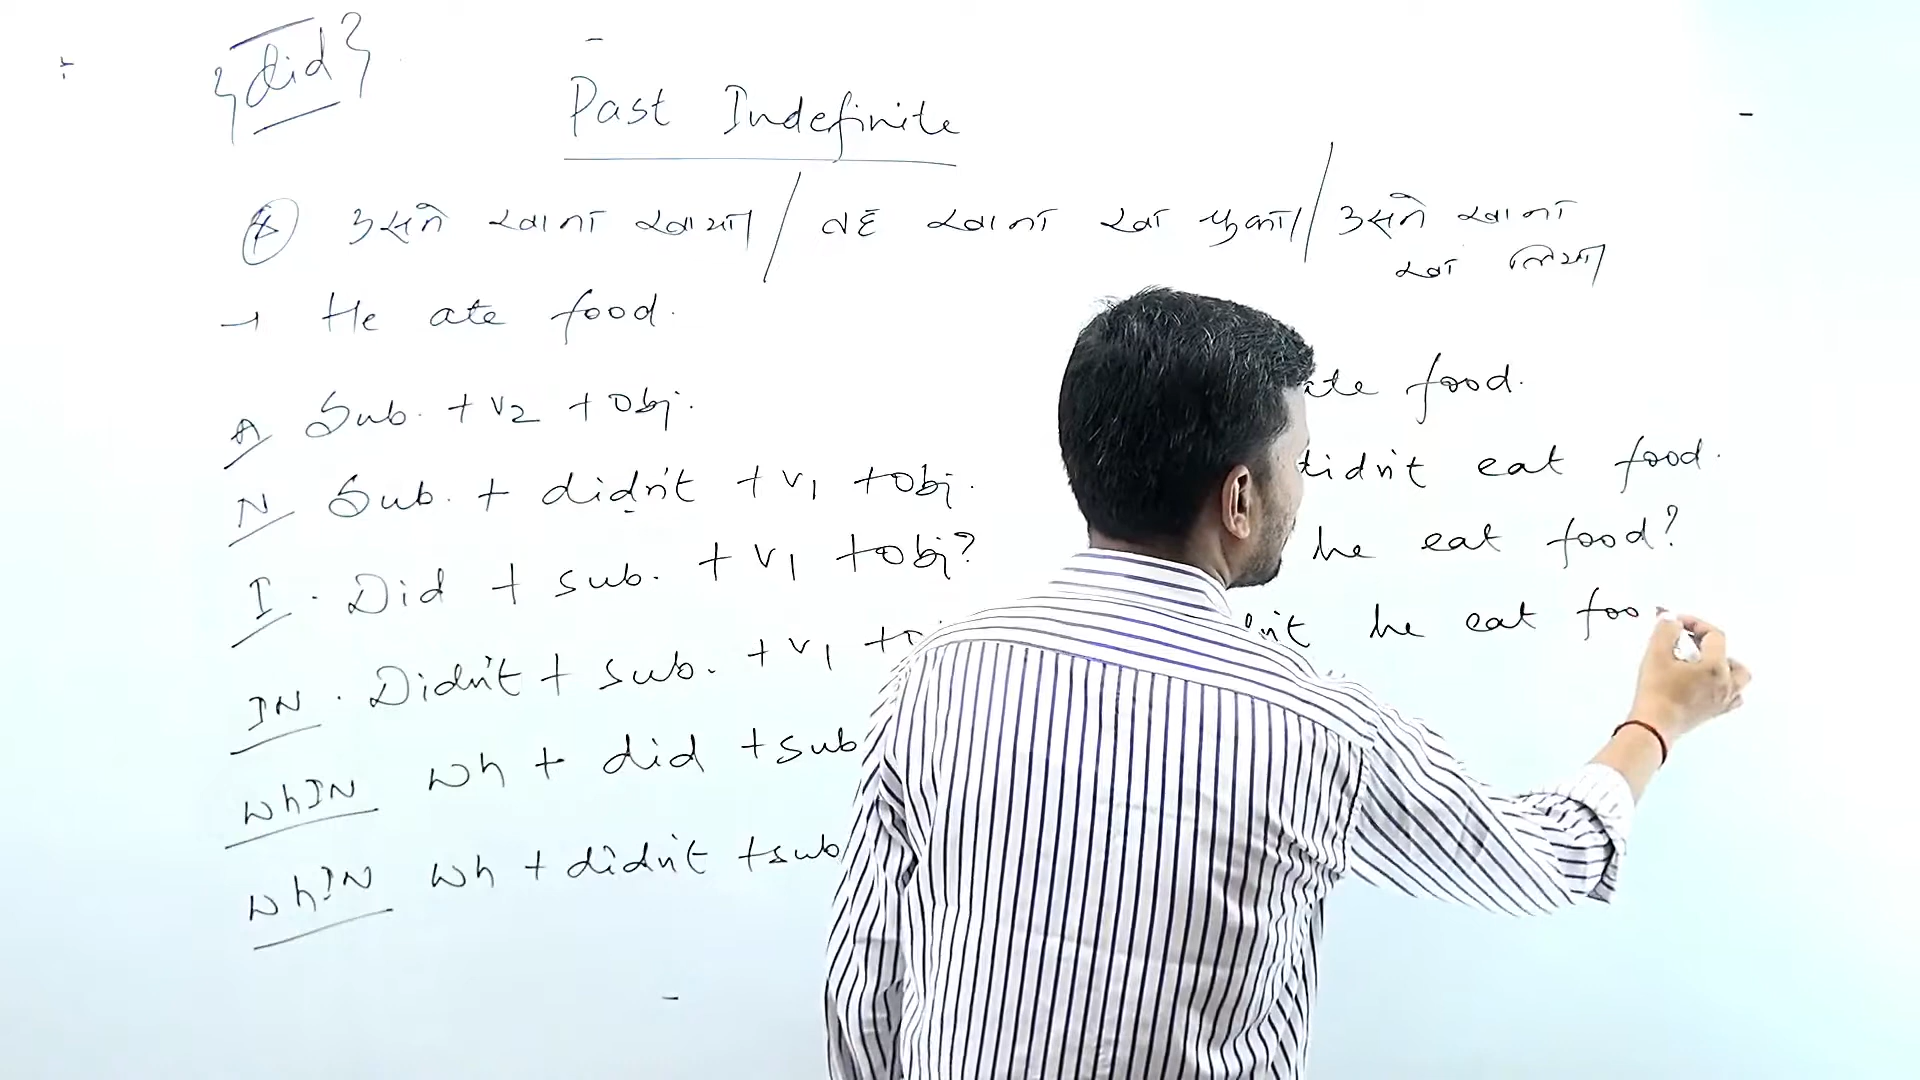 {did}
Past Indefinite
उसने खाना खाया / वह खाना खा चुका / उसने खाना
खा लिया
→ He ate food.
A Sub. + V2 + Obj.
N Sub. + didn't + V1 + Obj.
I. Did + sub. + V1 + Obj?
IN. Didn't + sub. + V1 +
WhIN Wh + did + sub
WhIN Wh + didn't + sub
food.
eat food.
he eat food?
he eat foo